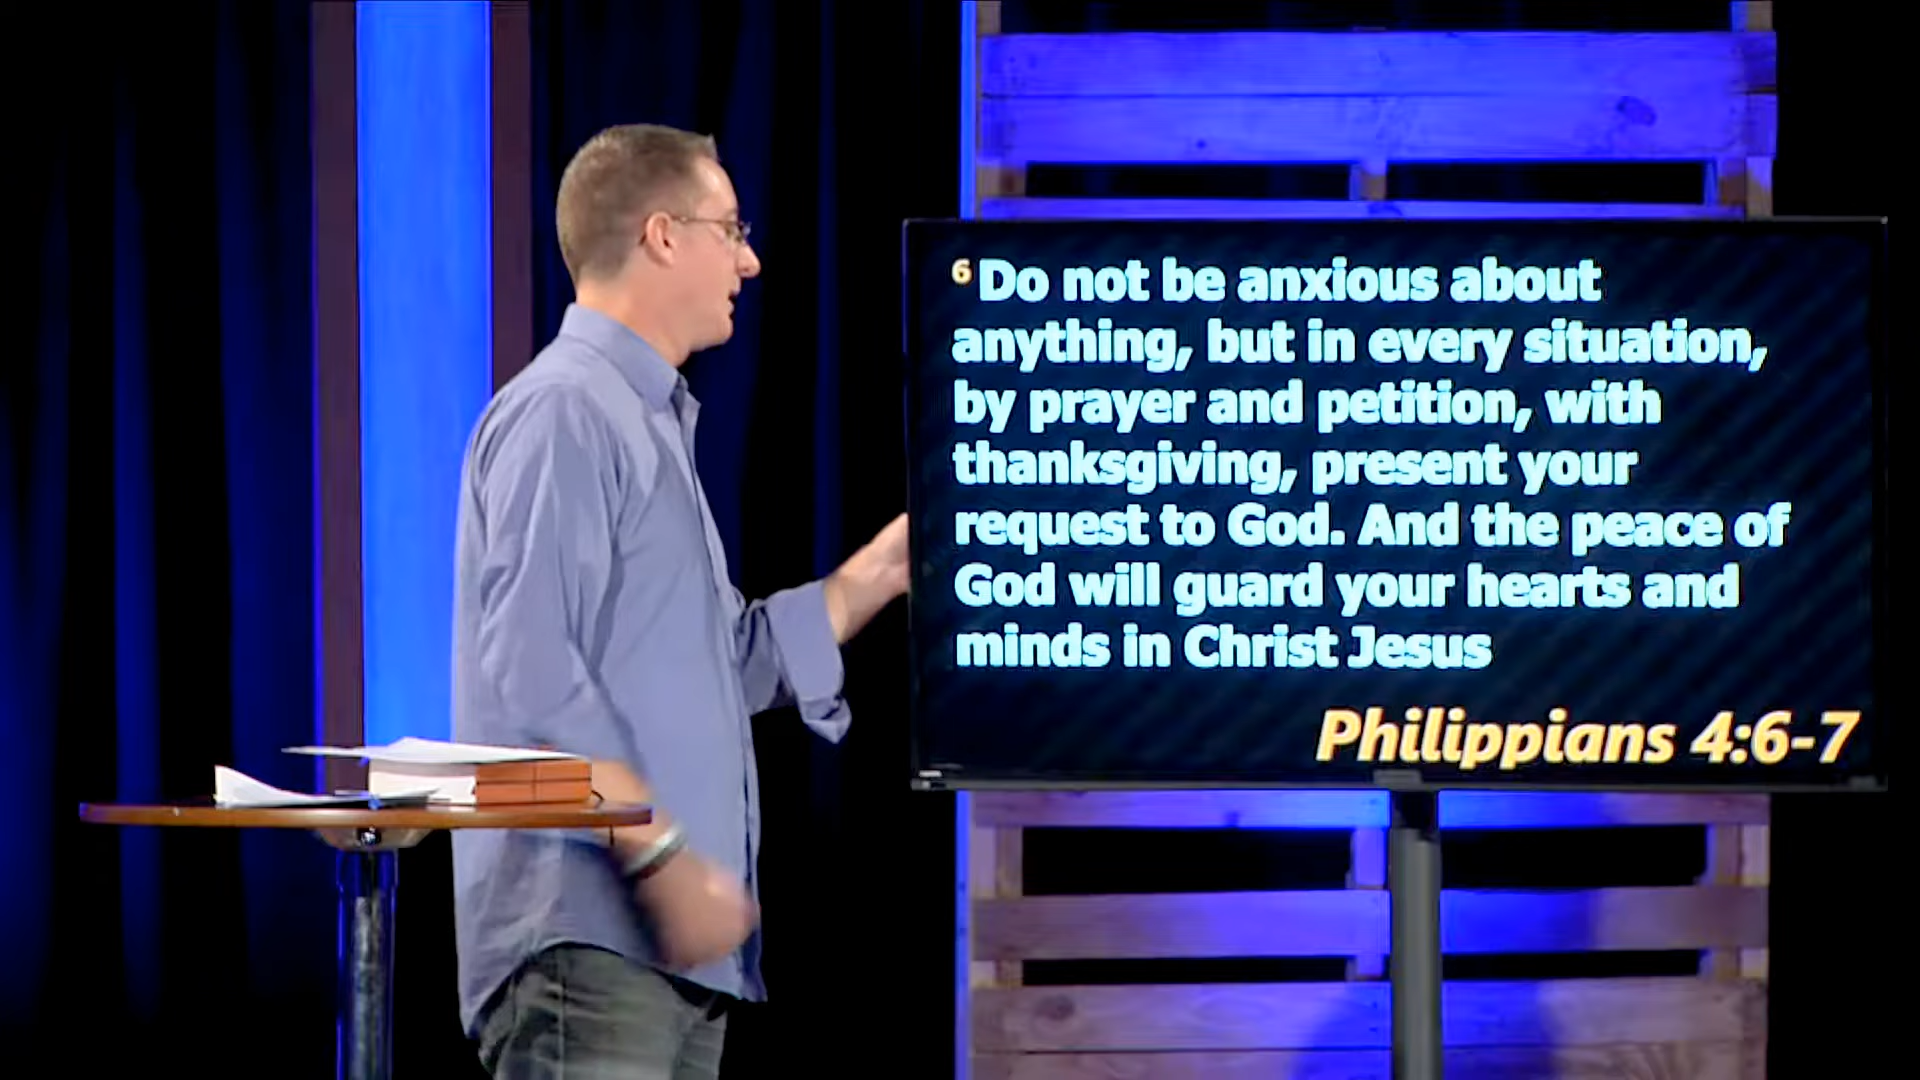 6 Do not be anxious about
anything, but in every situation,
by prayer and petition, with
thanksgiving, present your
request to God. And the peace of
God will guard your hearts and
minds in Christ Jesus
Philippians 4:6-7